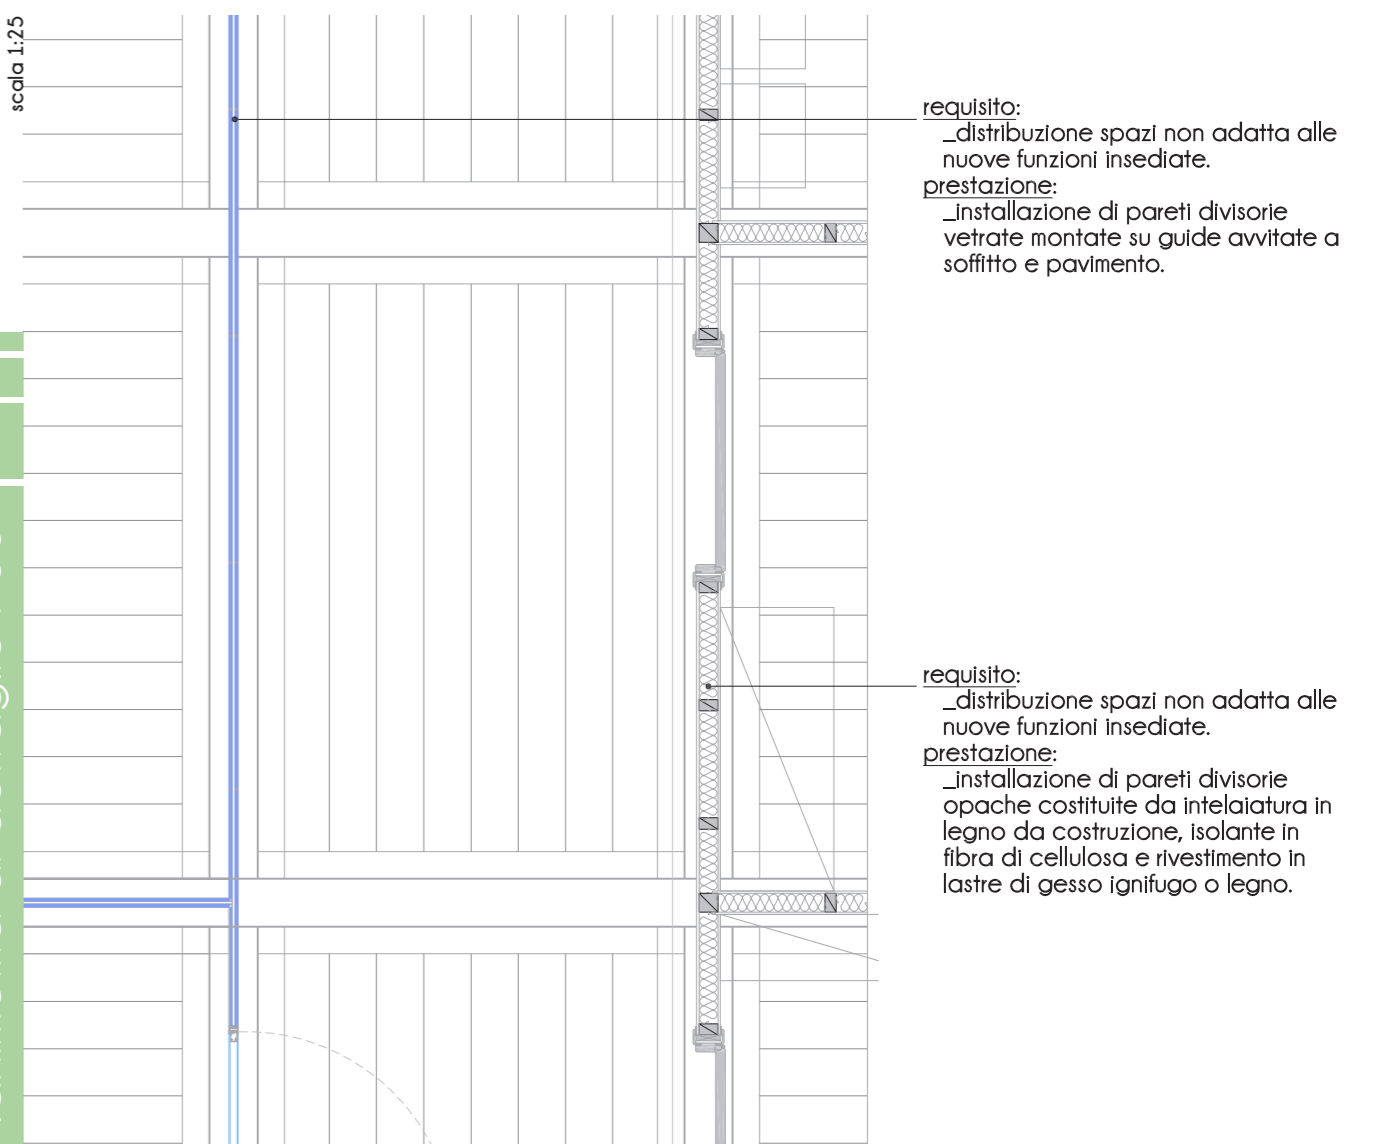 scala 1:25
requisito:
_distribuzione spazi non adatta alle
nuove funzioni insediate.
prestazione:
_installazione di pareti divisorie
vetrate montate su guide avvitate a
soffitto e pavimento.
requisito:
_distribuzione spazi non adatta alle
nuove funzioni insediate.
prestazione:
_installazione di pareti divisorie
opache costituite da intelaiatura in
legno da costruzione, isolante in
fibra di cellulosa e rivestimento in
lastre di gesso ignifugo o legno.